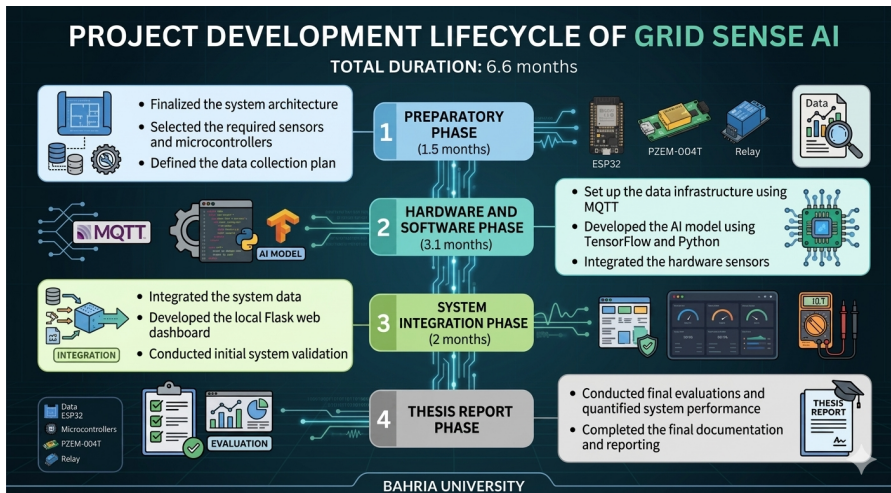 PROJECT DEVELOPMENT LIFECYCLE OF GRID SENSE AI
TOTAL DURATION: 6.6 months
• Finalized the system architecture
• Selected the required sensors
and microcontrollers
• Defined the data collection plan
1
PREPARATORY
PHASE
(1.5 months)
ESP32
PZEM-004T
Relay
Data
MQTT
AI MODEL
2
HARDWARE AND
SOFTWARE PHASE
(3.1 months)
• Set up the data infrastructure using
MQTT
• Developed the AI model using
TensorFlow and Python
• Integrated the hardware sensors
INTEGRATION
• Integrated the system data
• Developed the local Flask web
dashboard
• Conducted initial system validation
3
SYSTEM
INTEGRATION PHASE
(2 months)
Data
ESP32
Microcontrollers
PZEM-004T
Relay
EVALUATION
4
THESIS REPORT
PHASE
• Conducted final evaluations and
quantified system performance
• Completed the final documentation
and reporting
THESIS
REPORT
BAHRIA UNIVERSITY